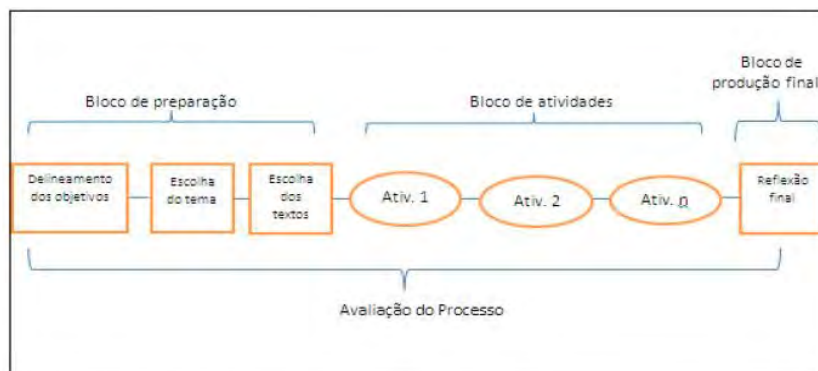 Bloco de preparação
Bloco de atividades
Bloco de
produção final
Delineamento
dos objetivos
Escolha
do tema
Escolha
dos
textos
Ativ. 1
Ativ. 2
Ativ. n
Reflexão
final
Avaliação do Processo